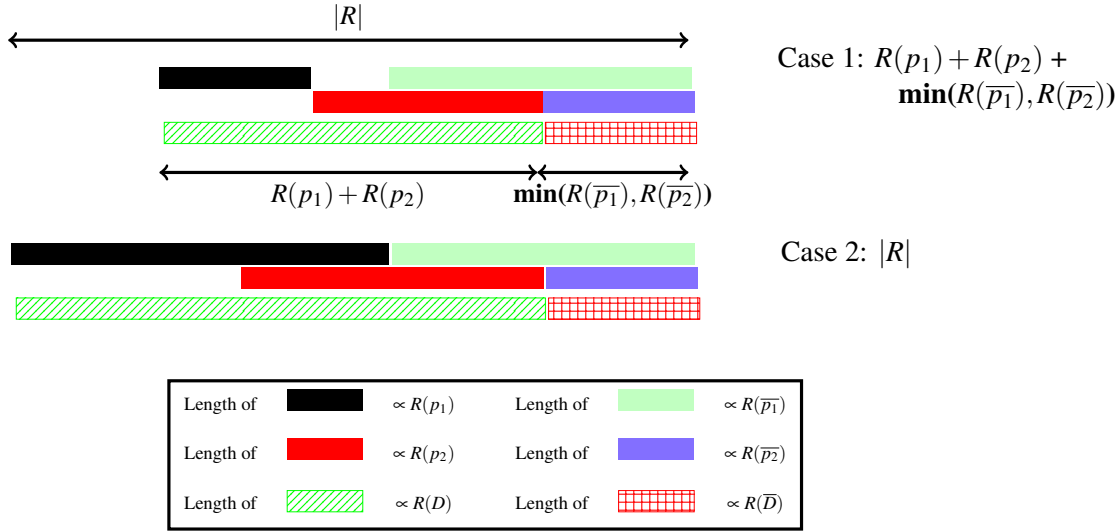 |R|
Case 1: R(p₁) + R(p₂) +
min(R(p̅₁), R(p̅₂))
R(p₁) + R(p₂)
min(R(p̅₁), R(p̅₂))
Case 2: |R|
Length of ∝ R(p₁) Length of ∝ R(p̅₁)
Length of ∝ R(p₂) Length of ∝ R(p̅₂)
Length of ∝ R(D) Length of ∝ R(D̅)